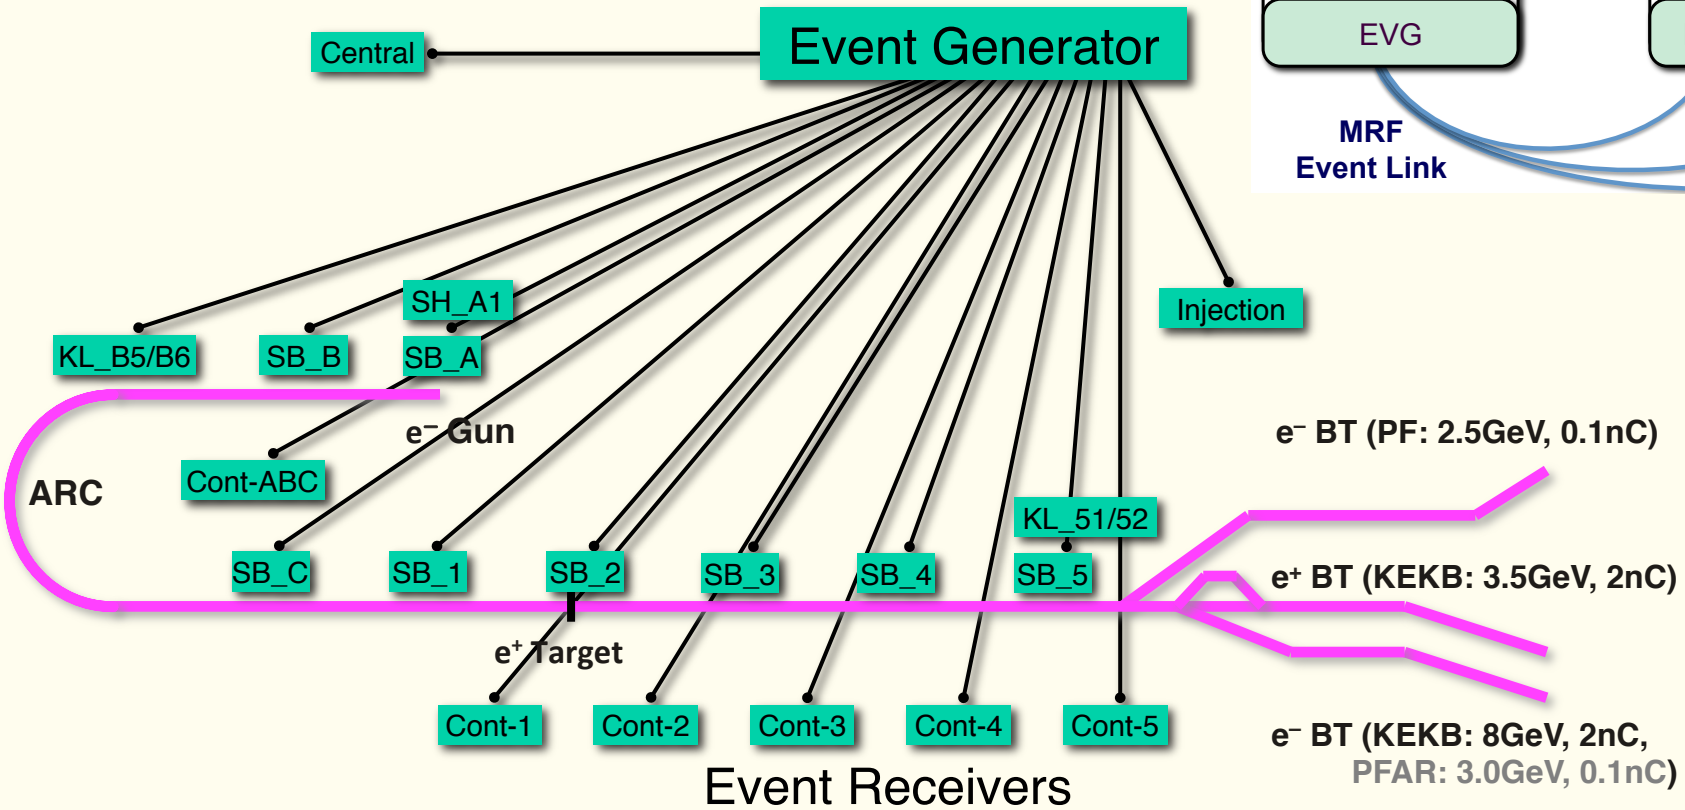 Event Generator
Central
EVG
MRF
Event Link
SH_A1
Injection
KL_B5/B6
SB_B
SB_A
e– Gun
e– BT (PF: 2.5GeV, 0.1nC)
Cont-ABC
ARC
KL_51/52
SB_C
SB_1
SB_2
SB_3
SB_4
SB_5
e+ BT (KEKB: 3.5GeV, 2nC)
e+ Target
Cont-1
Cont-2
Cont-3
Cont-4
Cont-5
e– BT (KEKB: 8GeV, 2nC,
PFAR: 3.0GeV, 0.1nC)
Event Receivers